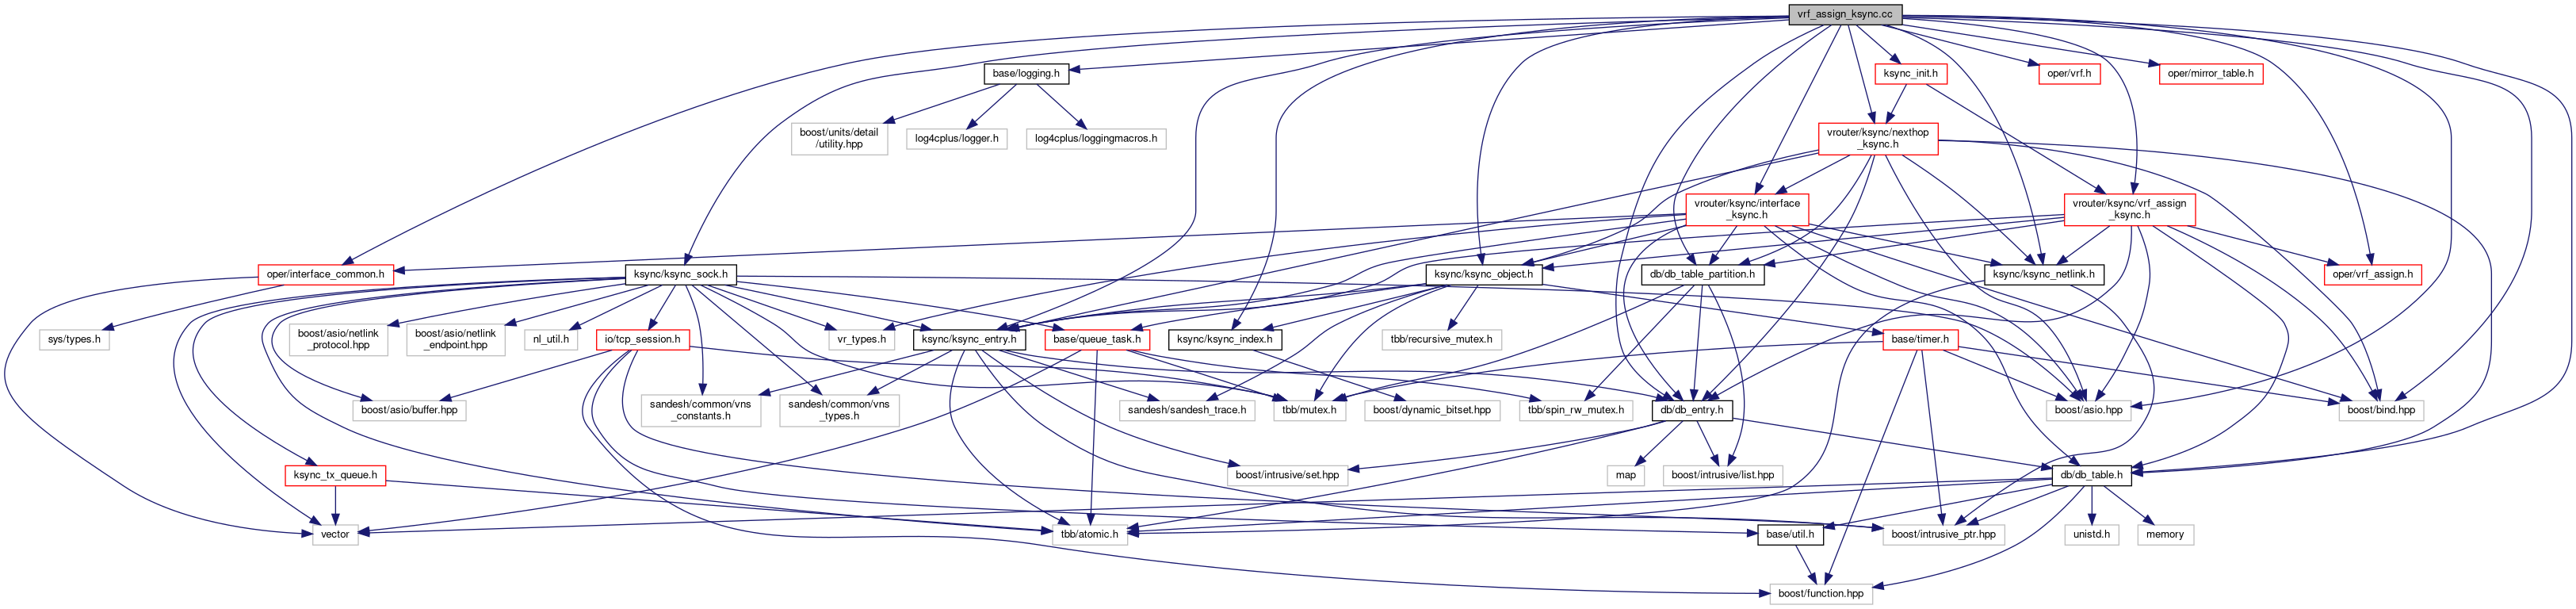 vrf_assign_ksync.cc
base/logging.h
ksync_init.h
oper/vrf.h
oper/mirror_table.h
boost/units/detail
/utility.hpp
log4cplus/logger.h
log4cplus/loggingmacros.h
vrouter/ksync/nexthop
_ksync.h
vrouter/ksync/interface
_ksync.h
vrouter/ksync/vrf_assign
_ksync.h
oper/interface_common.h
ksync/ksync_sock.h
ksync/ksync_object.h
db/db_table_partition.h
ksync/ksync_netlink.h
oper/vrf_assign.h
sys/types.h
boost/asio/netlink
_protocol.hpp
boost/asio/netlink
_endpoint.hpp
nl_util.h
io/tcp_session.h
vr_types.h
ksync/ksync_entry.h
base/queue_task.h
ksync/ksync_index.h
tbb/recursive_mutex.h
base/timer.h
boost/asio/buffer.hpp
sandesh/common/vns
_constants.h
sandesh/common/vns
_types.h
sandesh/sandesh_trace.h
tbb/mutex.h
boost/dynamic_bitset.hpp
tbb/spin_rw_mutex.h
db/db_entry.h
boost/asio.hpp
boost/bind.hpp
ksync_tx_queue.h
boost/intrusive/set.hpp
map
boost/intrusive/list.hpp
db/db_table.h
vector
tbb/atomic.h
base/util.h
boost/intrusive_ptr.hpp
unistd.h
memory
boost/function.hpp